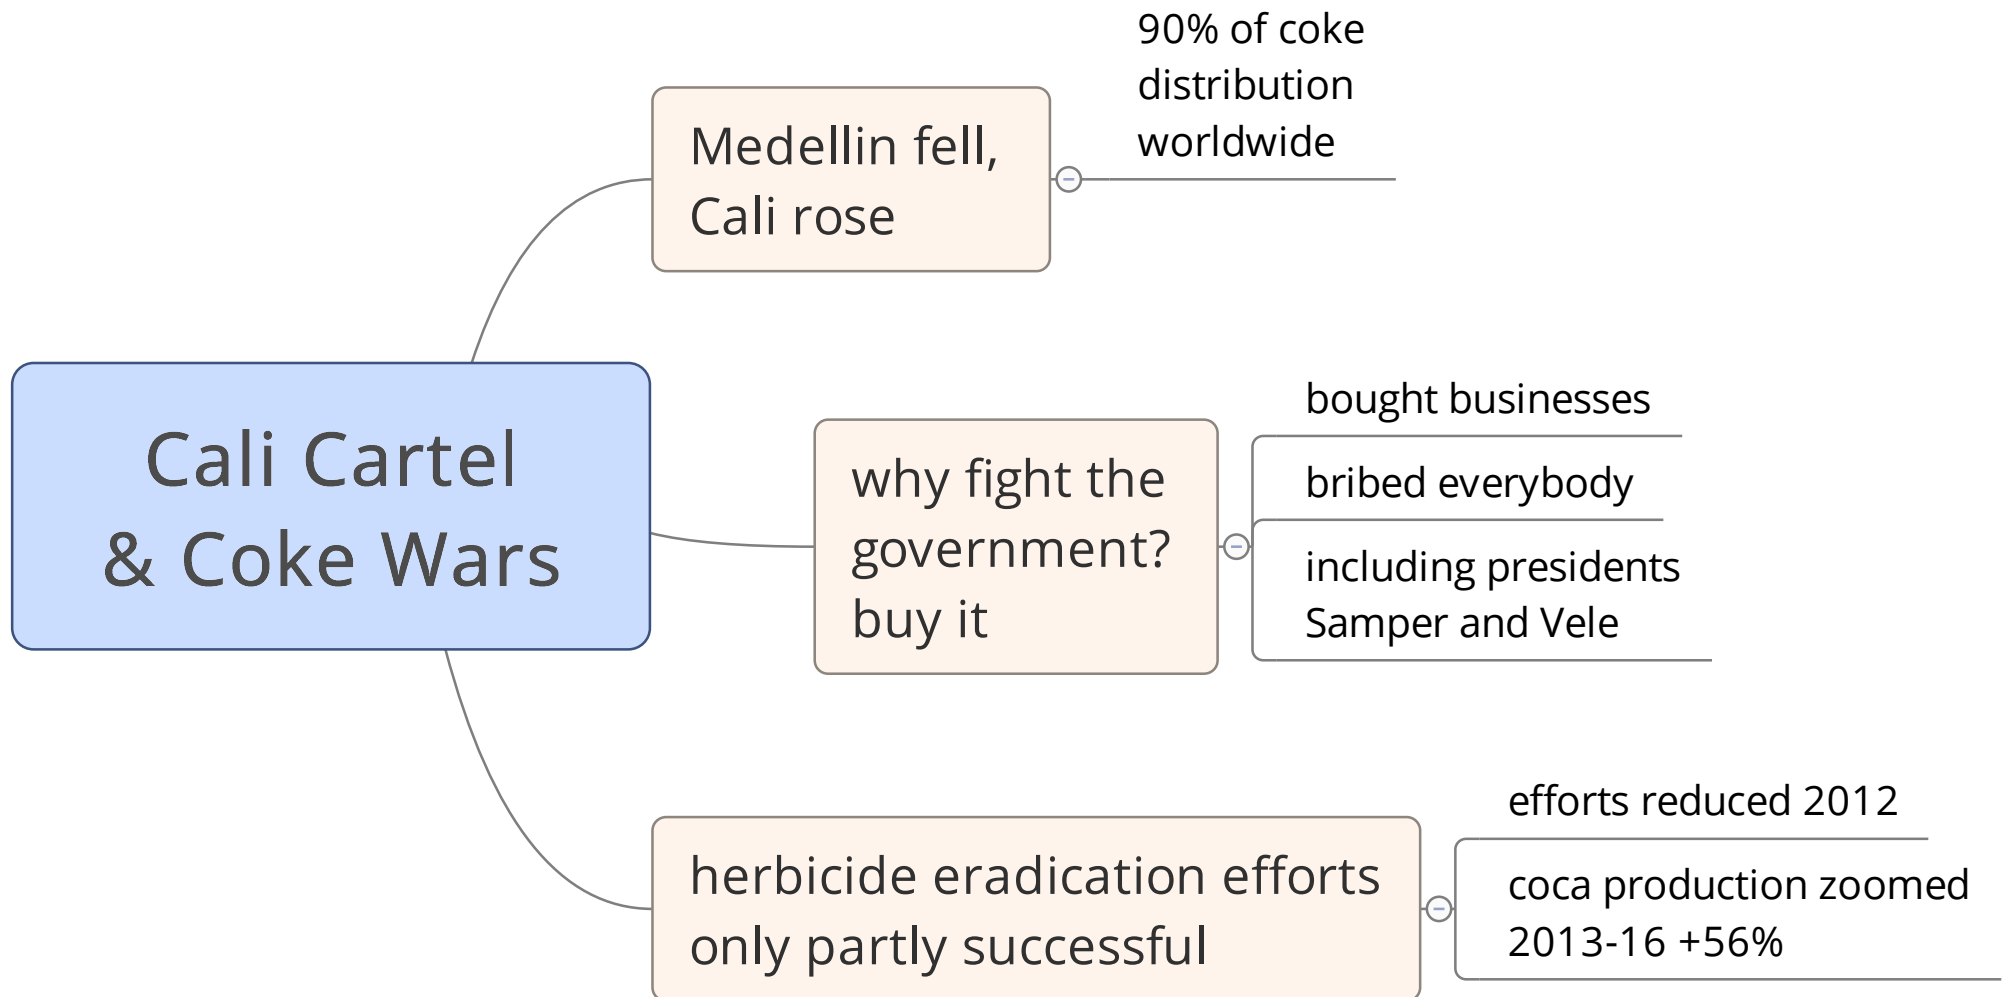 Cali Cartel
& Coke Wars
Medellin fell,
Cali rose
90% of coke
distribution
worldwide
why fight the
government?
buy it
bought businesses
bribed everybody
including presidents
Samper and Vele
herbicide eradication efforts
only partly successful
efforts reduced 2012
coca production zoomed
2013-16 +56%